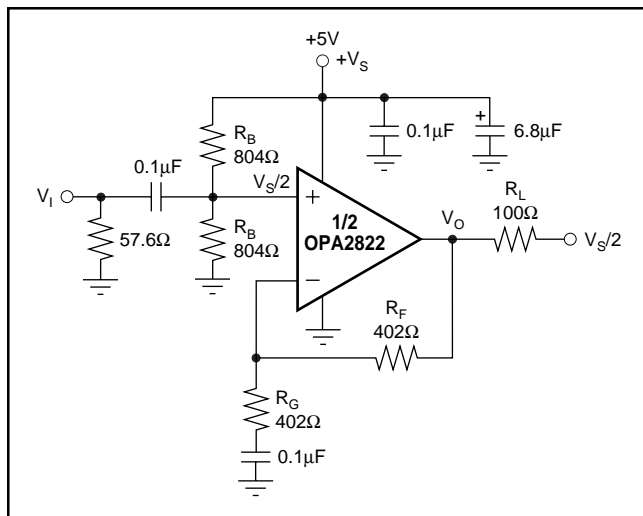 +5V
+V_S
R_B
804Ω
0.1µF
6.8µF
+
0.1µF
V_S/2
R_L
100Ω
V_I
+
1/2
OPA2822
V_O
V_S/2
57.6Ω
R_B
804Ω
−
R_F
402Ω
R_G
402Ω
0.1µF